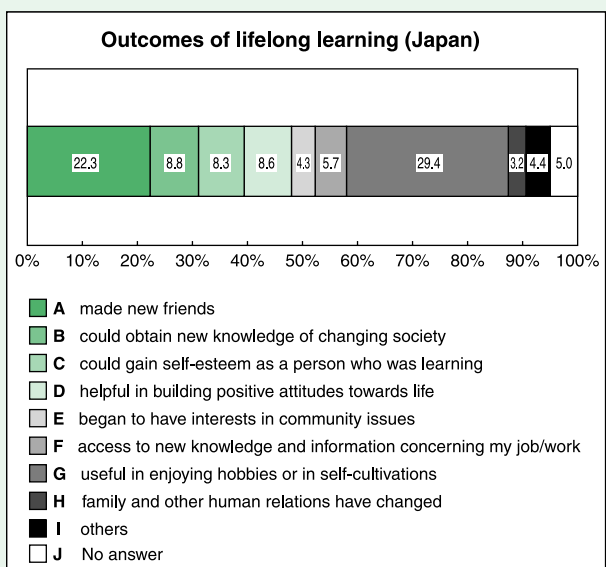 Outcomes of lifelong learning (Japan)
22.3 8.8 8.3 8.6 4.3 5.7 29.4 3.2 4.4 5.0
0% 10% 20% 30% 40% 50% 60% 70% 80% 90% 100%
A made new friends
B could obtain new knowledge of changing society
C could gain self-esteem as a person who was learning
D helpful in building positive attitudes towards life
E began to have interests in community issues
F access to new knowledge and information concerning my job/work
G useful in enjoying hobbies or in self-cultivations
H family and other human relations have changed
I others
J No answer